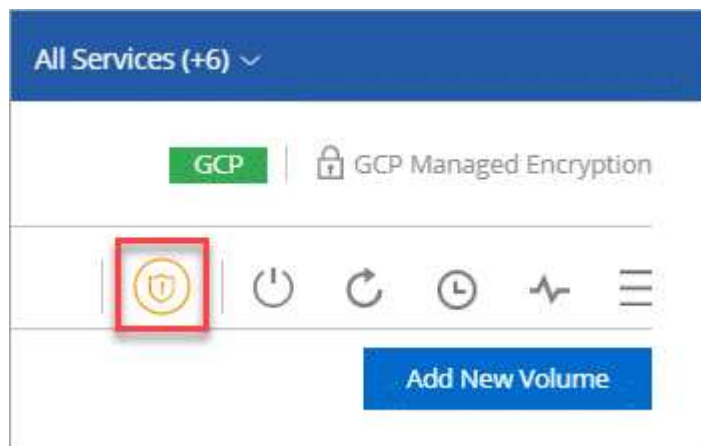 All Services (+6)
GCP
GCP Managed Encryption
Add New Volume